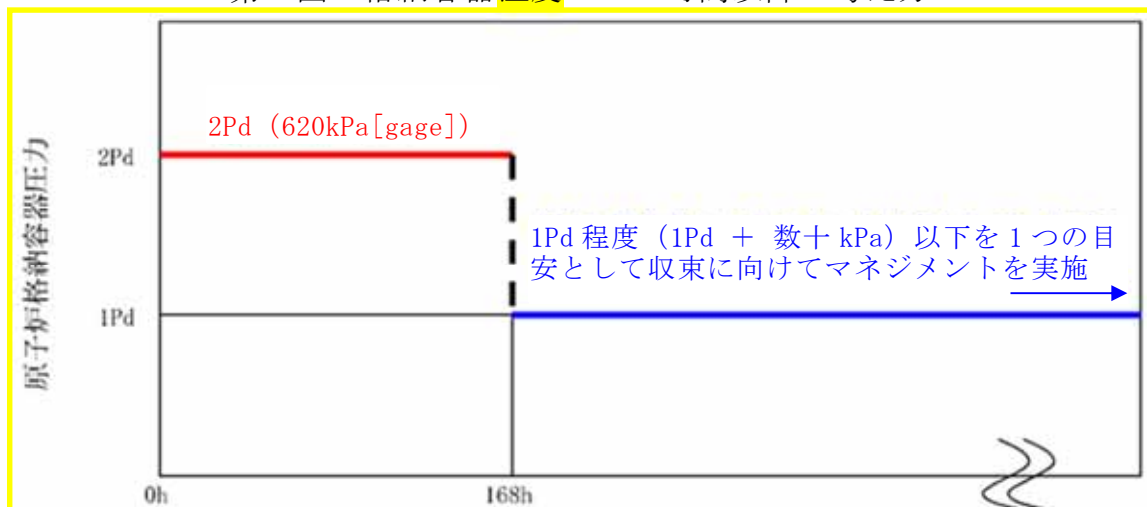 2Pd (620kPa[gage])
原子炉格納容器圧力
2Pd
1Pd 程度 (1Pd + 数十 kPa) 以下を 1 つの目
安として収束に向けてマネジメントを実施
1Pd
0h
168h